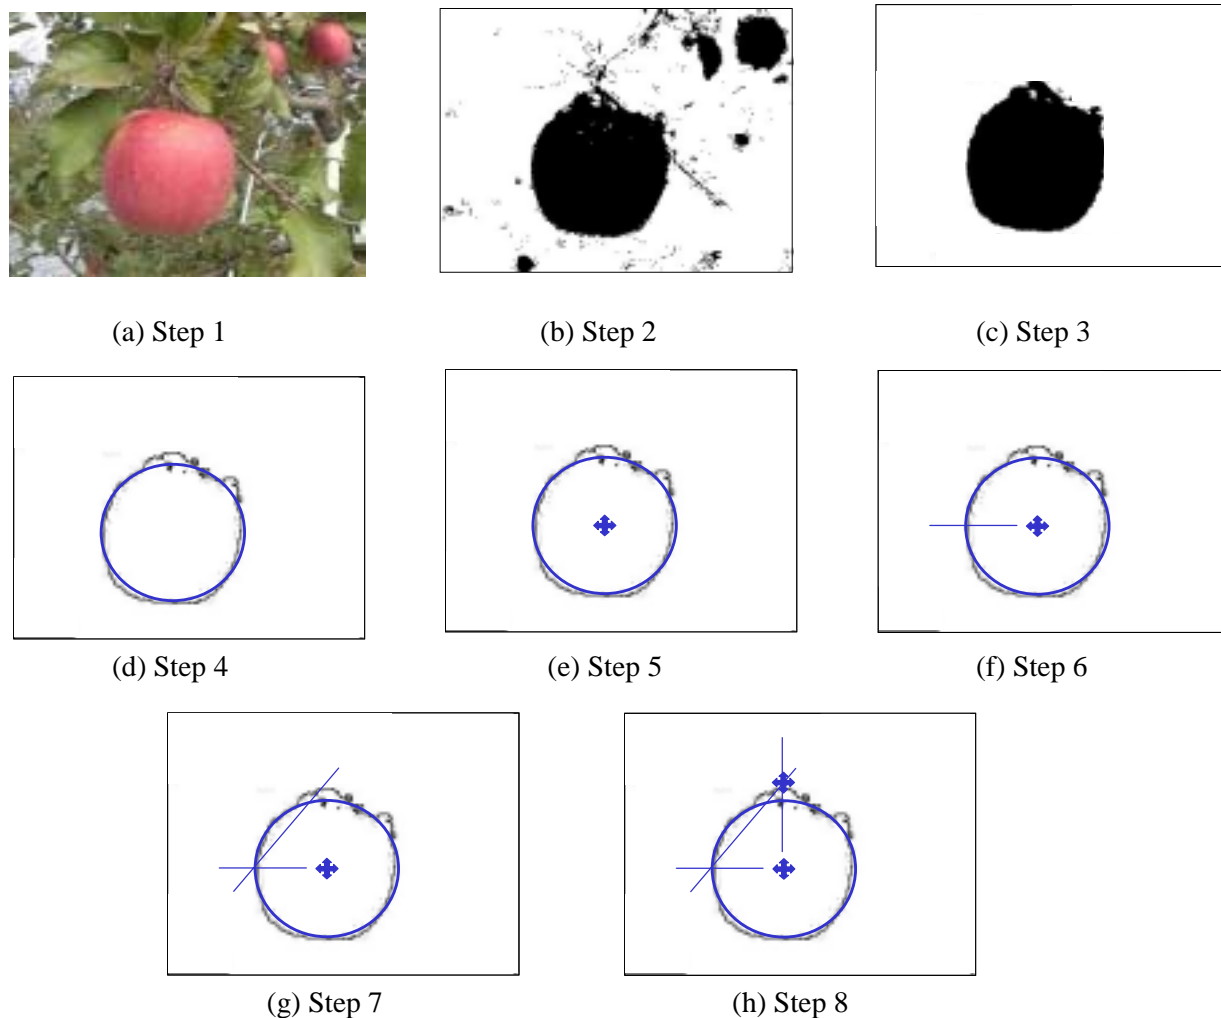 (a) Step 1
(b) Step 2
(c) Step 3
(d) Step 4
(e) Step 5
(f) Step 6
(g) Step 7
(h) Step 8